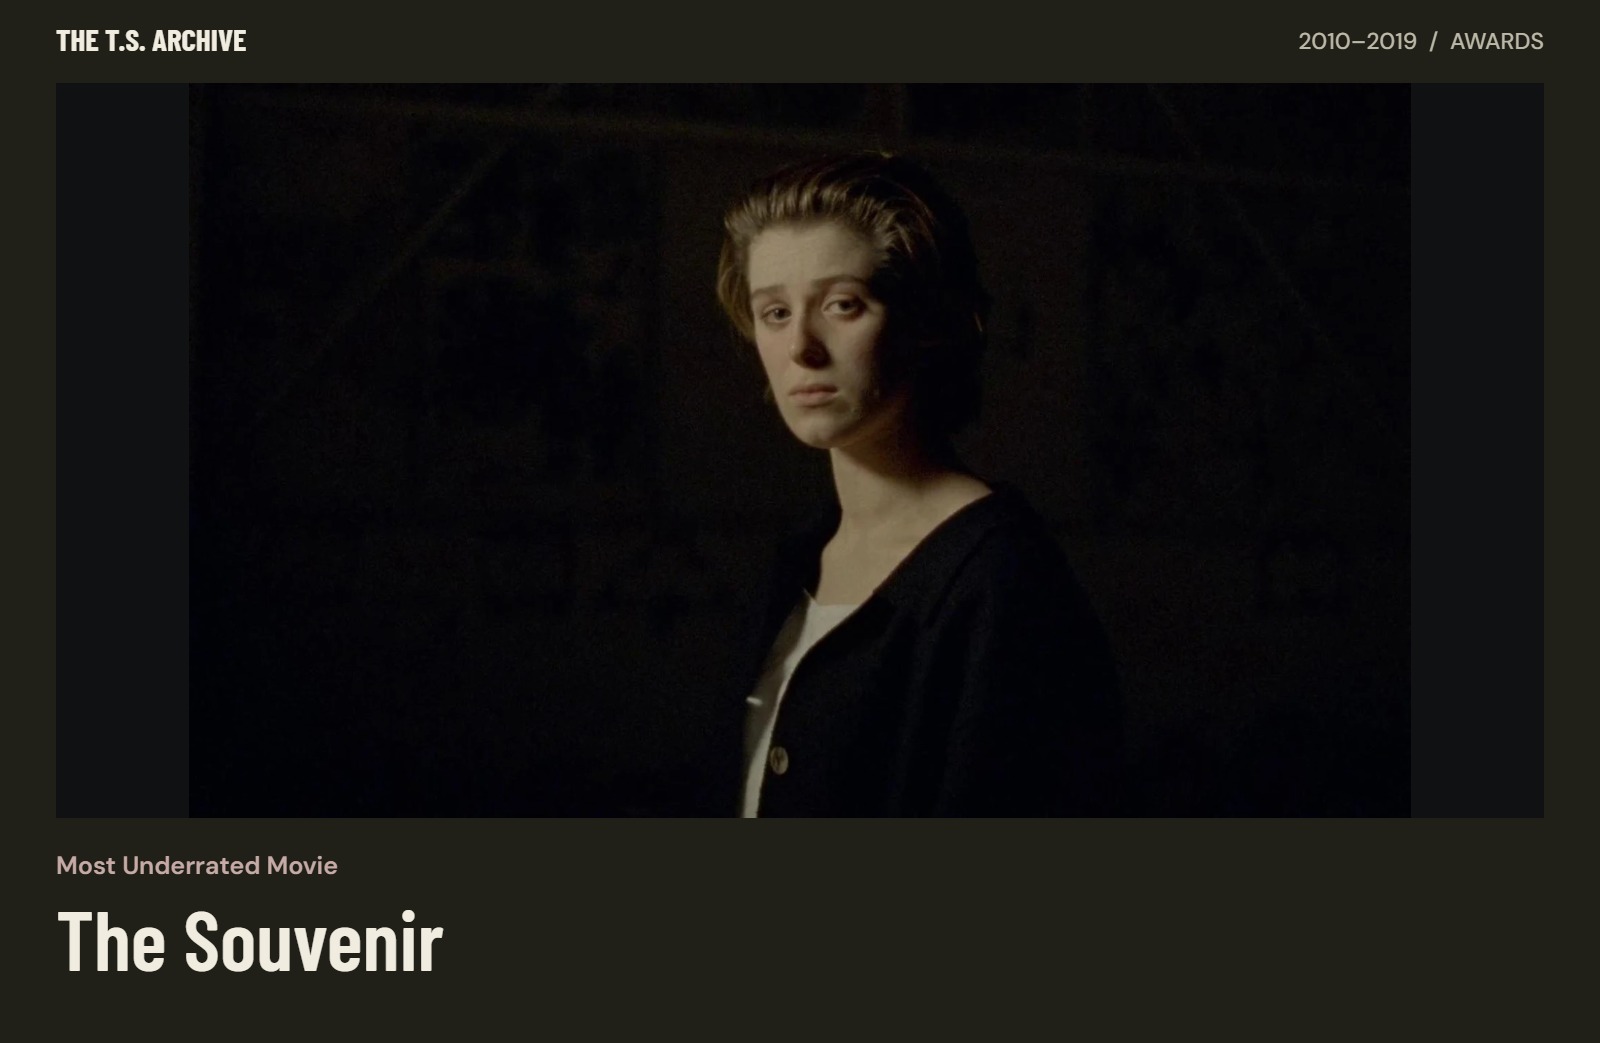 THE T.S. ARCHIVE
2010–2019 / AWARDS
Most Underrated Movie
The Souvenir